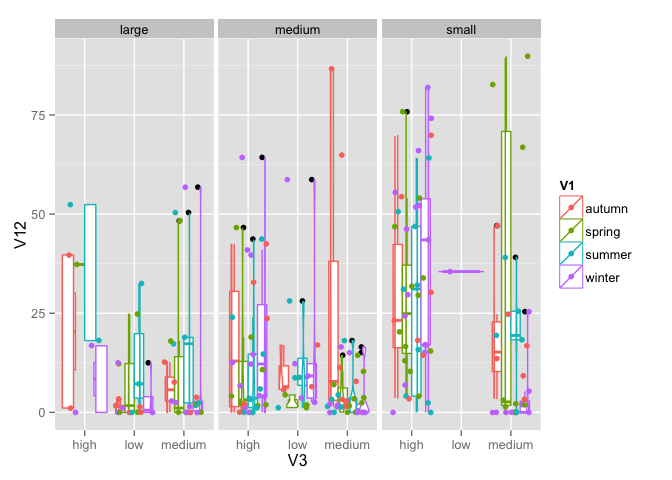 large medium small
V12
75
50
25
0
high low medium high low medium high low medium
V3
V1
autumn
spring
summer
winter